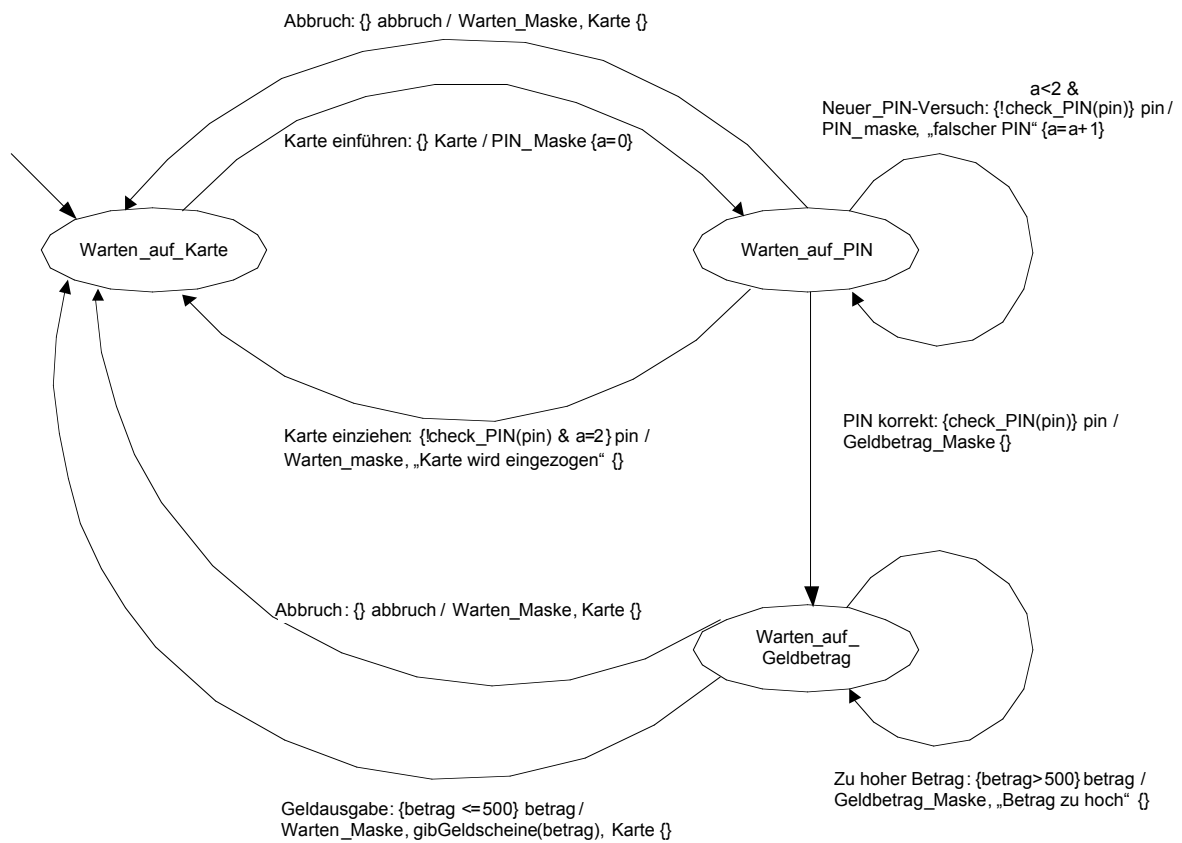 Abbruch: {} abbruch / Warten_Maske, Karte {}
a<2 &
Neuer_PIN-Versuch: {!check_PIN(pin)} pin /
PIN_maske, „falscher PIN“ {a=a+1}
Karte einführen: {} Karte / PIN_Maske {a=0}
Warten_auf_Karte
Warten_auf_PIN
Karte einziehen: {!check_PIN(pin) & a=2} pin /
Warten_maske, „Karte wird eingezogen“ {}
PIN korrekt: {check_PIN(pin)} pin /
Geldbetrag_Maske {}
Abbruch: {} abbruch / Warten_Maske, Karte {}
Warten_auf_
Geldbetrag
Geldausgabe: {betrag <=500} betrag /
Warten_Maske, gibGeldscheine(betrag), Karte {}
Zu hoher Betrag: {betrag>500} betrag /
Geldbetrag_Maske, „Betrag zu hoch“ {}